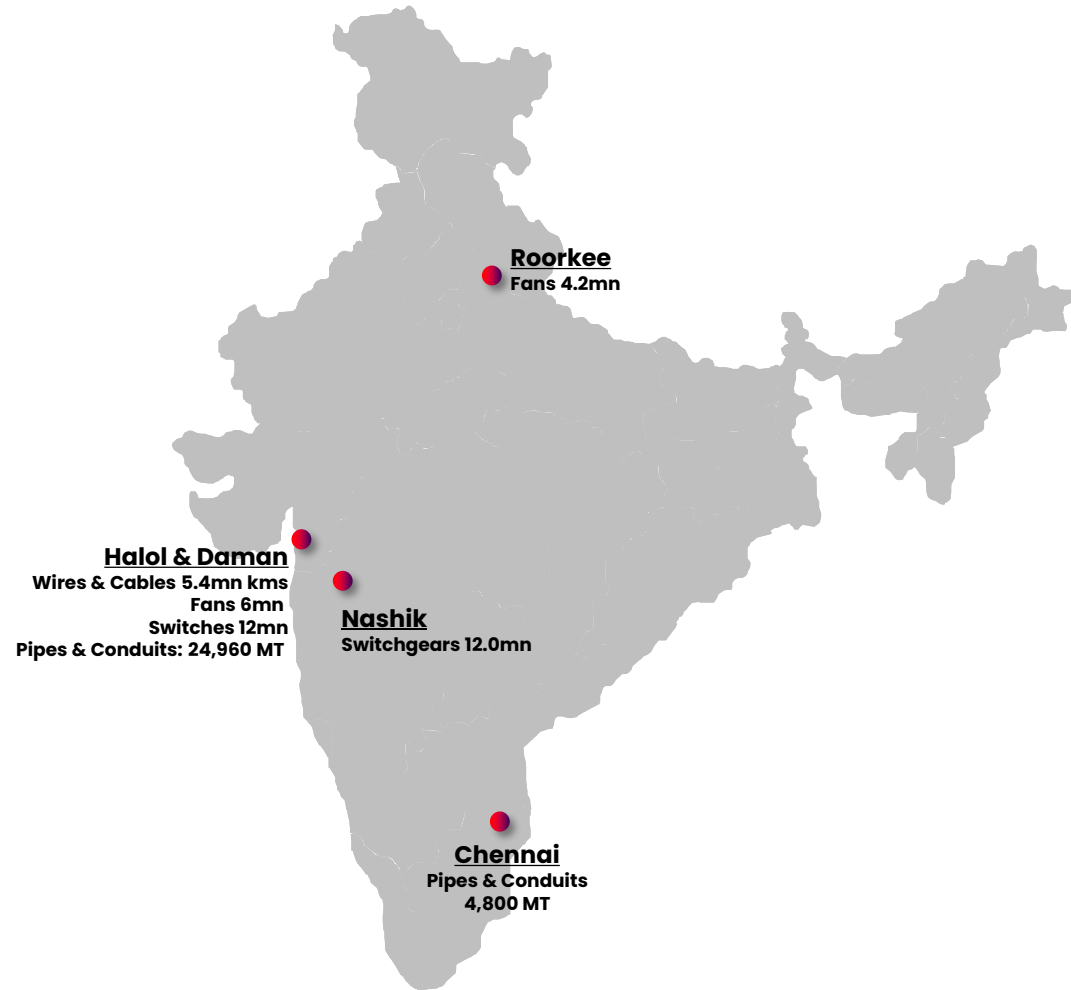 Roorkee
Fans 4.2mn
Halol & Daman
Wires & Cables 5.4mn kms
Fans 6mn
Switches 12mn
Pipes & Conduits: 24,960 MT
Nashik
Switchgears 12.0mn
Chennai
Pipes & Conduits
4,800 MT